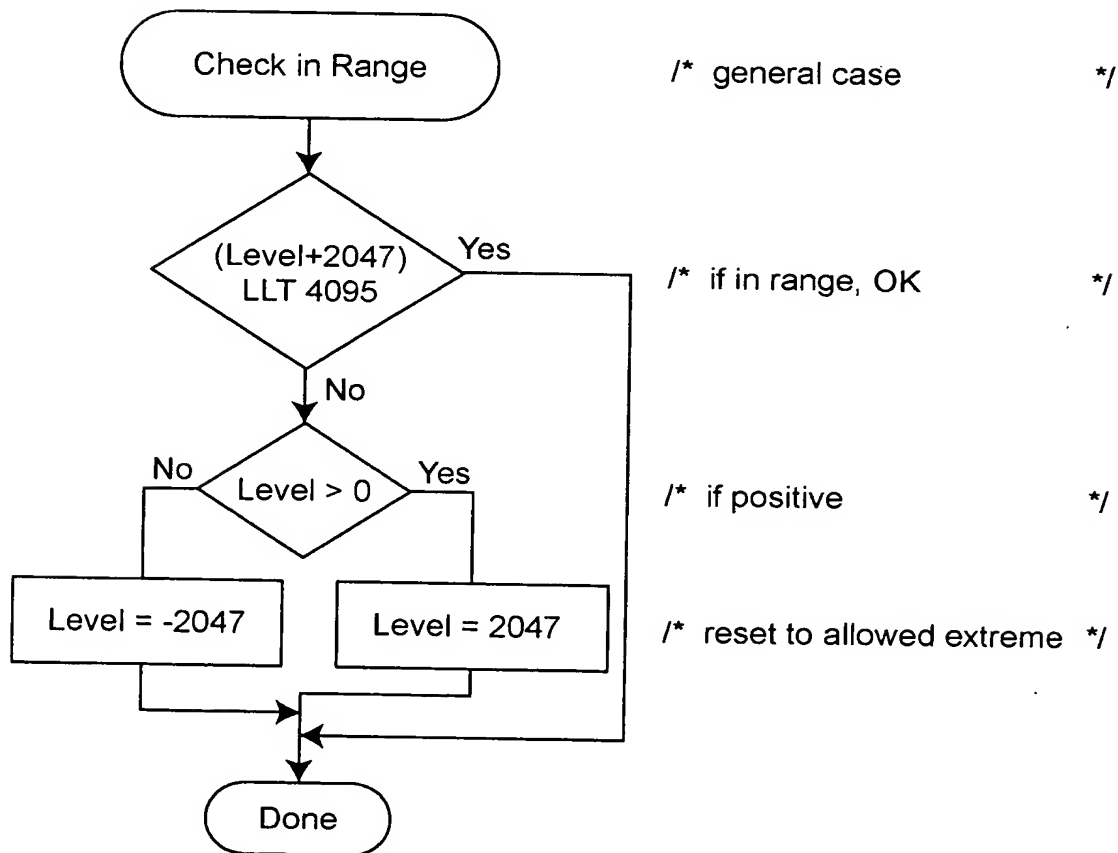 Check in Range
/* general case */
(Level+2047)
LLT 4095
Yes
/* if in range, OK */
No
No
Level > 0
Yes
/* if positive */
Level = -2047
Level = 2047
/* reset to allowed extreme */
Done